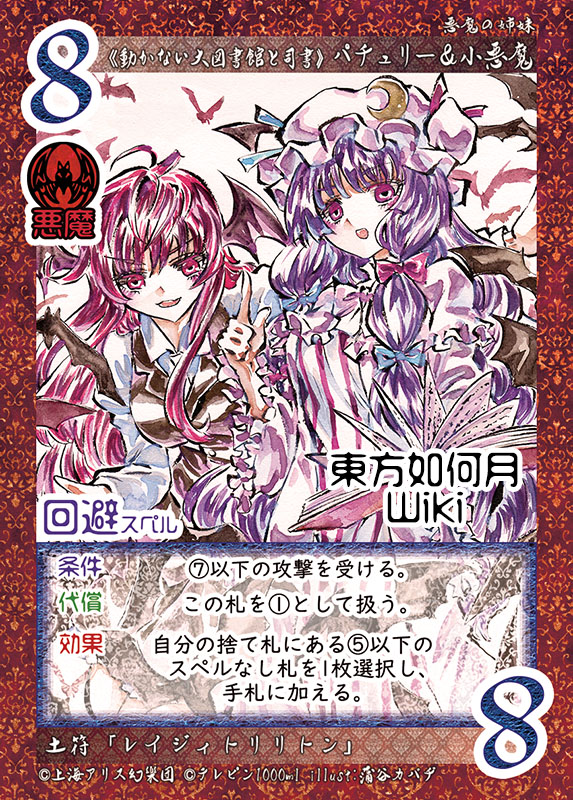 悪魔の姉妹
8
《動かない大図書館と司書》パチュリー&小悪魔
悪魔
東方如何月
Wiki
回避スペル
条件 ⑦以下の攻撃を受ける。
代償 この札を①として扱う。
効果 自分の捨て札にある⑤以下の
スペルなし札を1枚選択し、
手札に加える。
8
土符「レイジィトリリトン」
©上海アリス幻樂団 ©テレピン1000ml illust:蒲谷カバヂ